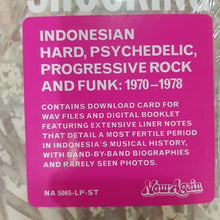 SHOCKING
INDONESIAN
HARD, PSYCHEDELIC,
PROGRESSIVE ROCK
AND FUNK: 1970–1978
CONTAINS DOWNLOAD CARD FOR
WAV FILES AND DIGITAL BOOKLET
FEATURING EXTENSIVE LINER NOTES
THAT DETAIL A MOST FERTILE PERIOD
IN INDONESIA'S MUSICAL HISTORY,
WITH BAND-BY-BAND BIOGRAPHIES
AND RARELY SEEN PHOTOS.
NA 5065-LP-ST
Now-Again